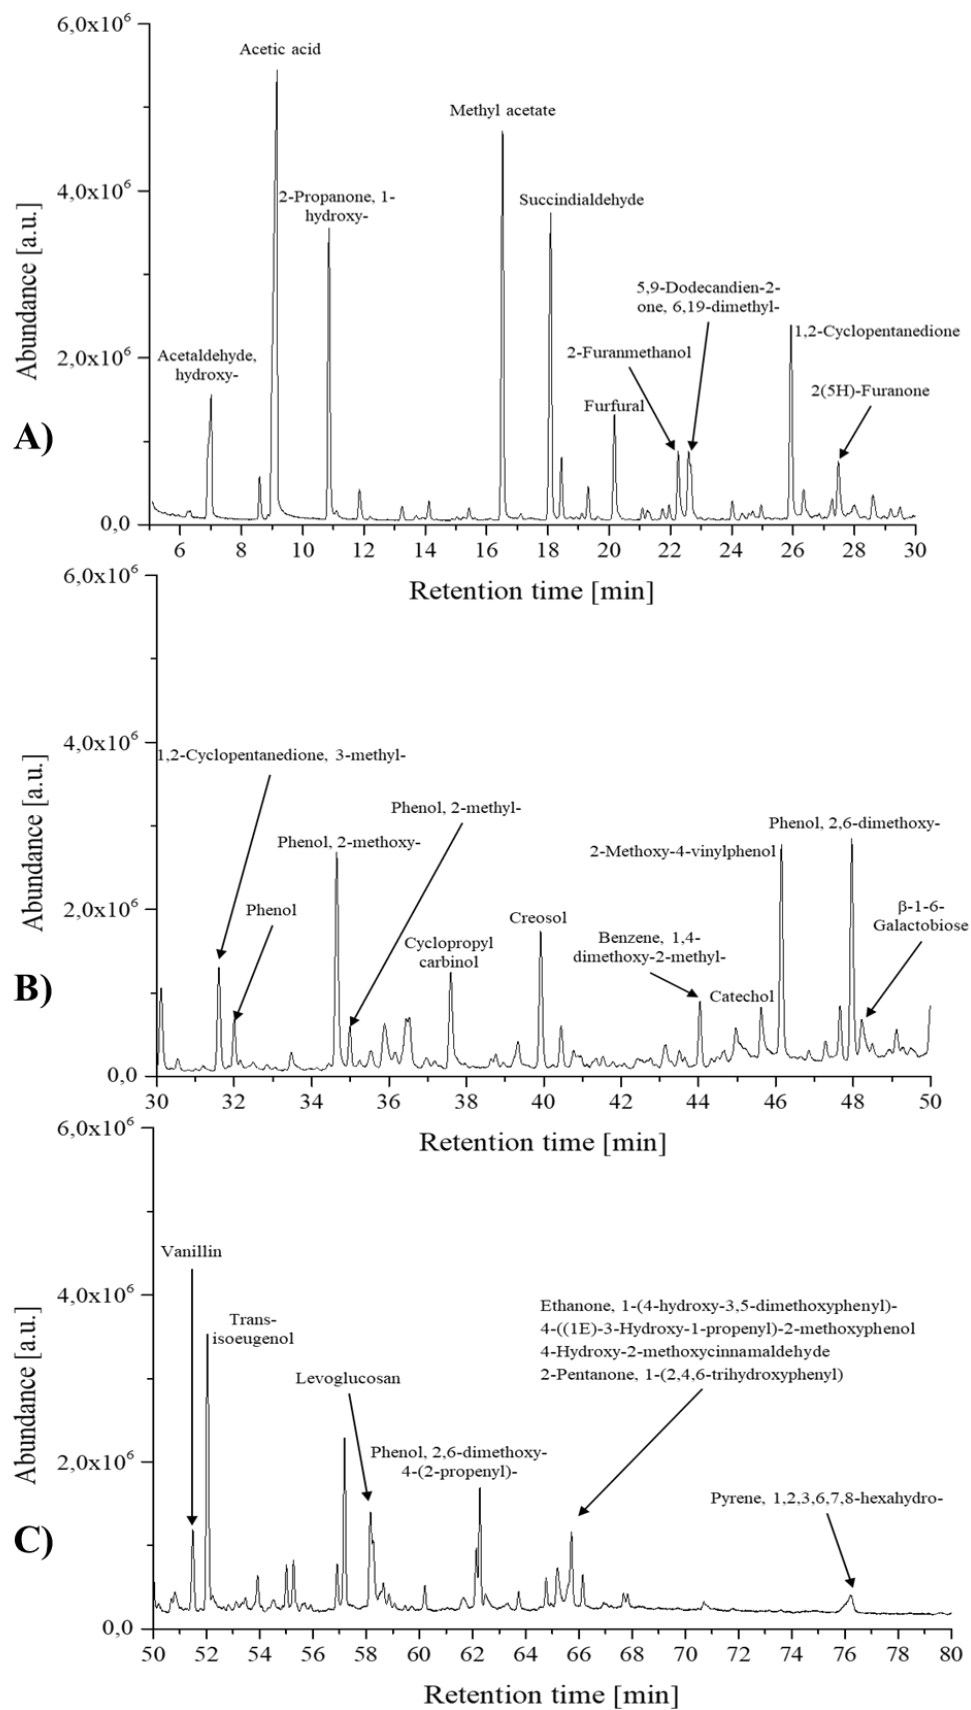 6,0x10⁶
Acetic acid
Methyl acetate
4,0x10⁶
2-Propanone, 1-
hydroxy-
Succindialdehyde
Abundance [a.u.]
5,9-Dodecandien-2-
one, 6,19-dimethyl-
2,0x10⁶
Acetaldehyde,
hydroxy-
2-Furanmethanol
1,2-Cyclopentanedione
Furfural
2(5H)-Furanone
A)
0,0
6 8 10 12 14 16 18 20 22 24 26 28 30
Retention time [min]
6,0x10⁶
4,0x10⁶
1,2-Cyclopentanedione, 3-methyl-
Abundance [a.u.]
Phenol, 2-methyl-
Phenol, 2-methoxy-
Phenol, 2,6-dimethoxy-
2-Methoxy-4-vinylphenol
2,0x10⁶
Phenol
Creosol
β-1-6-
Galactobiose
Cyclopropyl
carbinol
Benzene, 1,4-
dimethoxy-2-methyl-
Catechol
B)
0,0
30 32 34 36 38 40 42 44 46 48 50
Retention time [min]
6,0x10⁶
Vanillin
4,0x10⁶
Trans-
isoeugenol
Abundance [a.u.]
Ethanone, 1-(4-hydroxy-3,5-dimethoxyphenyl)-
4-((1E)-3-Hydroxy-1-propenyl)-2-methoxyphenol
4-Hydroxy-2-methoxycinnamaldehyde
2-Pentanone, 1-(2,4,6-trihydroxyphenyl)
Levoglucosan
2,0x10⁶
Phenol, 2,6-dimethoxy-
4-(2-propenyl)-
Pyrene, 1,2,3,6,7,8-hexahydro-
C)
0,0
50 52 54 56 58 60 62 64 66 68 70 72 74 76 78 80
Retention time [min]